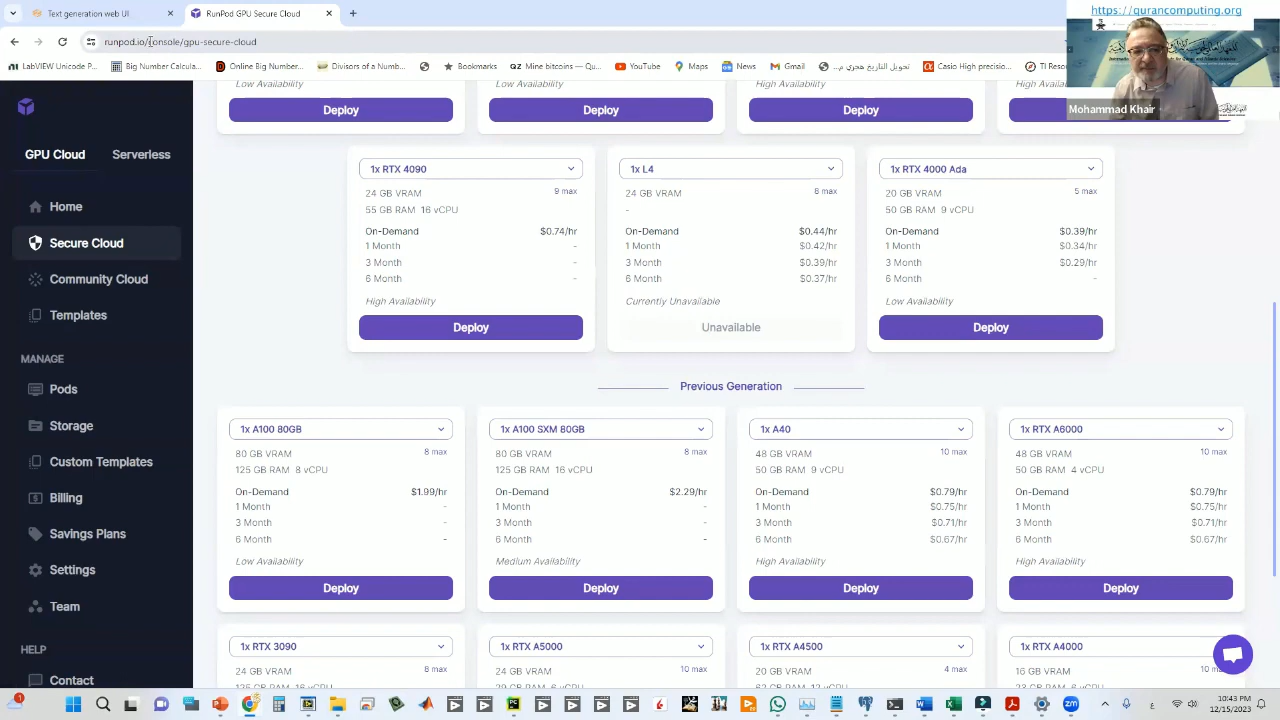 https://qurancomputing.org
Text generation web UI
RunPod GPU Secure Cloud
runpod.io/console/gpu-secure-cloud
LabVIEW Unicode P...
Big Number Calcula...
Online Big Number...
Divisors of a Numb...
YouTube
Maps
News
Gmail
TI Reso
Mohammad Khair
Low Availability
Deploy
Deploy
Deploy
GPU Cloud
Serverless
Home
Secure Cloud
Community Cloud
Templates
MANAGE
Pods
Storage
Custom Templates
Billing
Savings Plans
Settings
Team
HELP
Contact
1x RTX 4090
24 GB VRAM 9 max
55 GB RAM 16 vCPU
On-Demand $0.74/hr
1 Month -
3 Month -
6 Month -
High Availability
Deploy
1x L4
24 GB VRAM 8 max
-
On-Demand $0.44/hr
1 Month $0.42/hr
3 Month $0.39/hr
6 Month $0.37/hr
Currently Unavailable
Unavailable
1x RTX 4000 Ada
20 GB VRAM 5 max
50 GB RAM 9 vCPU
On-Demand $0.39/hr
1 Month $0.34/hr
3 Month $0.29/hr
6 Month -
Low Availability
Deploy
Previous Generation
1x A100 80GB
80 GB VRAM 8 max
125 GB RAM 8 vCPU
On-Demand $1.99/hr
1 Month -
3 Month -
6 Month -
Low Availability
Deploy
1x A100 SXM 80GB
80 GB VRAM 8 max
125 GB RAM 16 vCPU
On-Demand $2.29/hr
1 Month -
3 Month -
6 Month -
Medium Availability
Deploy
1x A40
48 GB VRAM 10 max
50 GB RAM 9 vCPU
On-Demand $0.79/hr
1 Month $0.75/hr
3 Month $0.71/hr
6 Month $0.67/hr
High Availability
Deploy
1x RTX A6000
48 GB VRAM 10 max
50 GB RAM 4 vCPU
On-Demand $0.79/hr
1 Month $0.75/hr
3 Month $0.71/hr
6 Month $0.67/hr
High Availability
Deploy
1x RTX 3090
24 GB VRAM 6 max
1x RTX A5000
24 GB VRAM 10 max
1x RTX A4500
20 GB VRAM 4 max
1x RTX A4000
16 GB VRAM
10:43 PM
12/15/2023